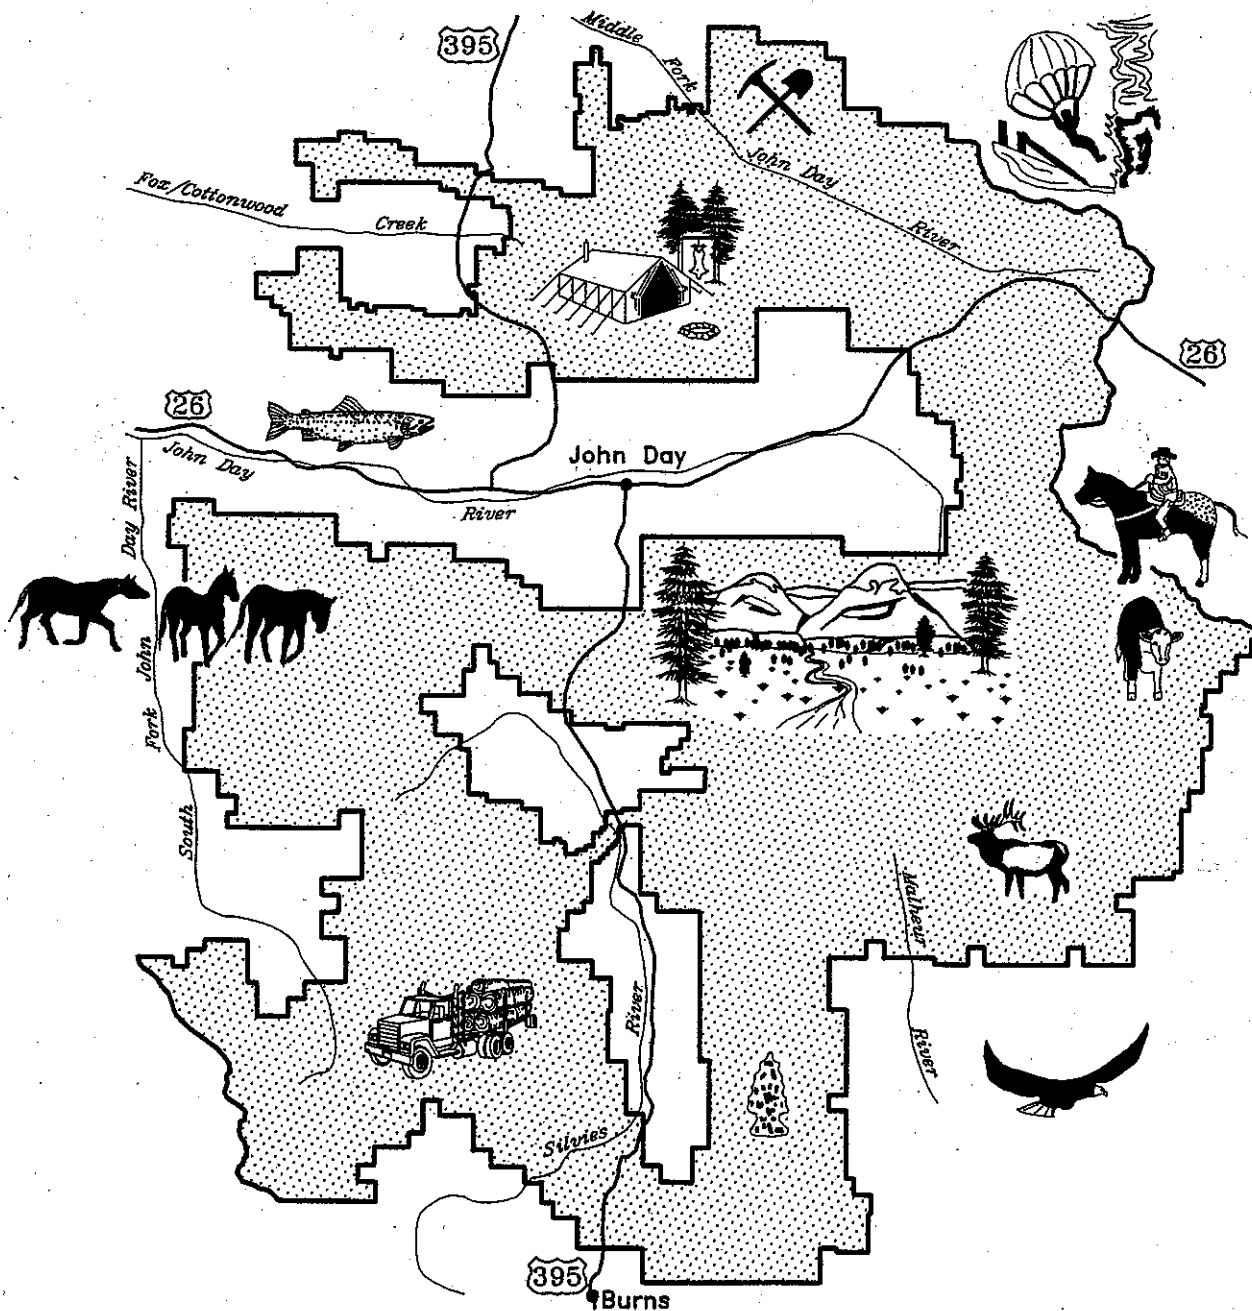 395
Middle
Fork
John Day
River
Fox/Cottonwood
Creek
26
26
John Day
River
John Day
Day River
John
Fork
South
Malheur
River
River
Silvies
395
Burns